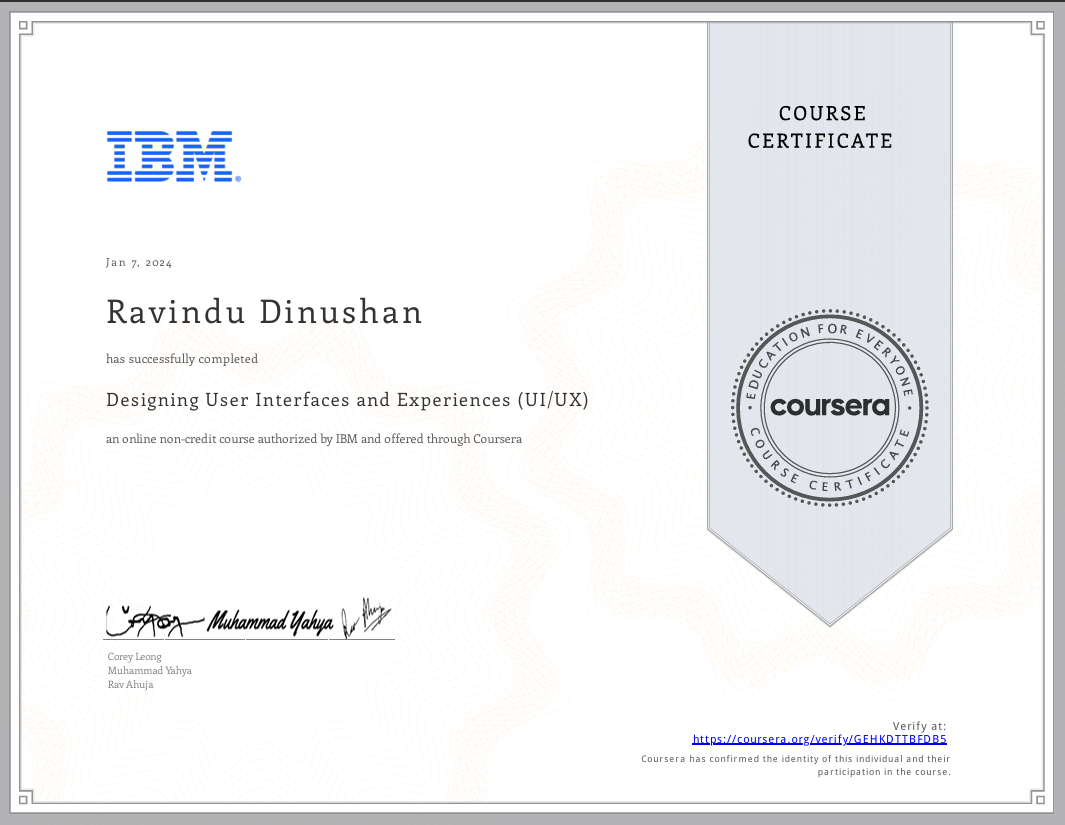 COURSE
CERTIFICATE
IBM®
Jan 7, 2024
Ravindu Dinushan
has successfully completed
Designing User Interfaces and Experiences (UI/UX)
an online non-credit course authorized by IBM and offered through Coursera
EDUCATION FOR EVERYONE
coursera
COURSE CERTIFICATE
Muhammad Yahya
Corey Leong
Muhammad Yahya
Rav Ahuja
Verify at:
https://coursera.org/verify/GEHKDTTBFDB5
Coursera has confirmed the identity of this individual and their
participation in the course.